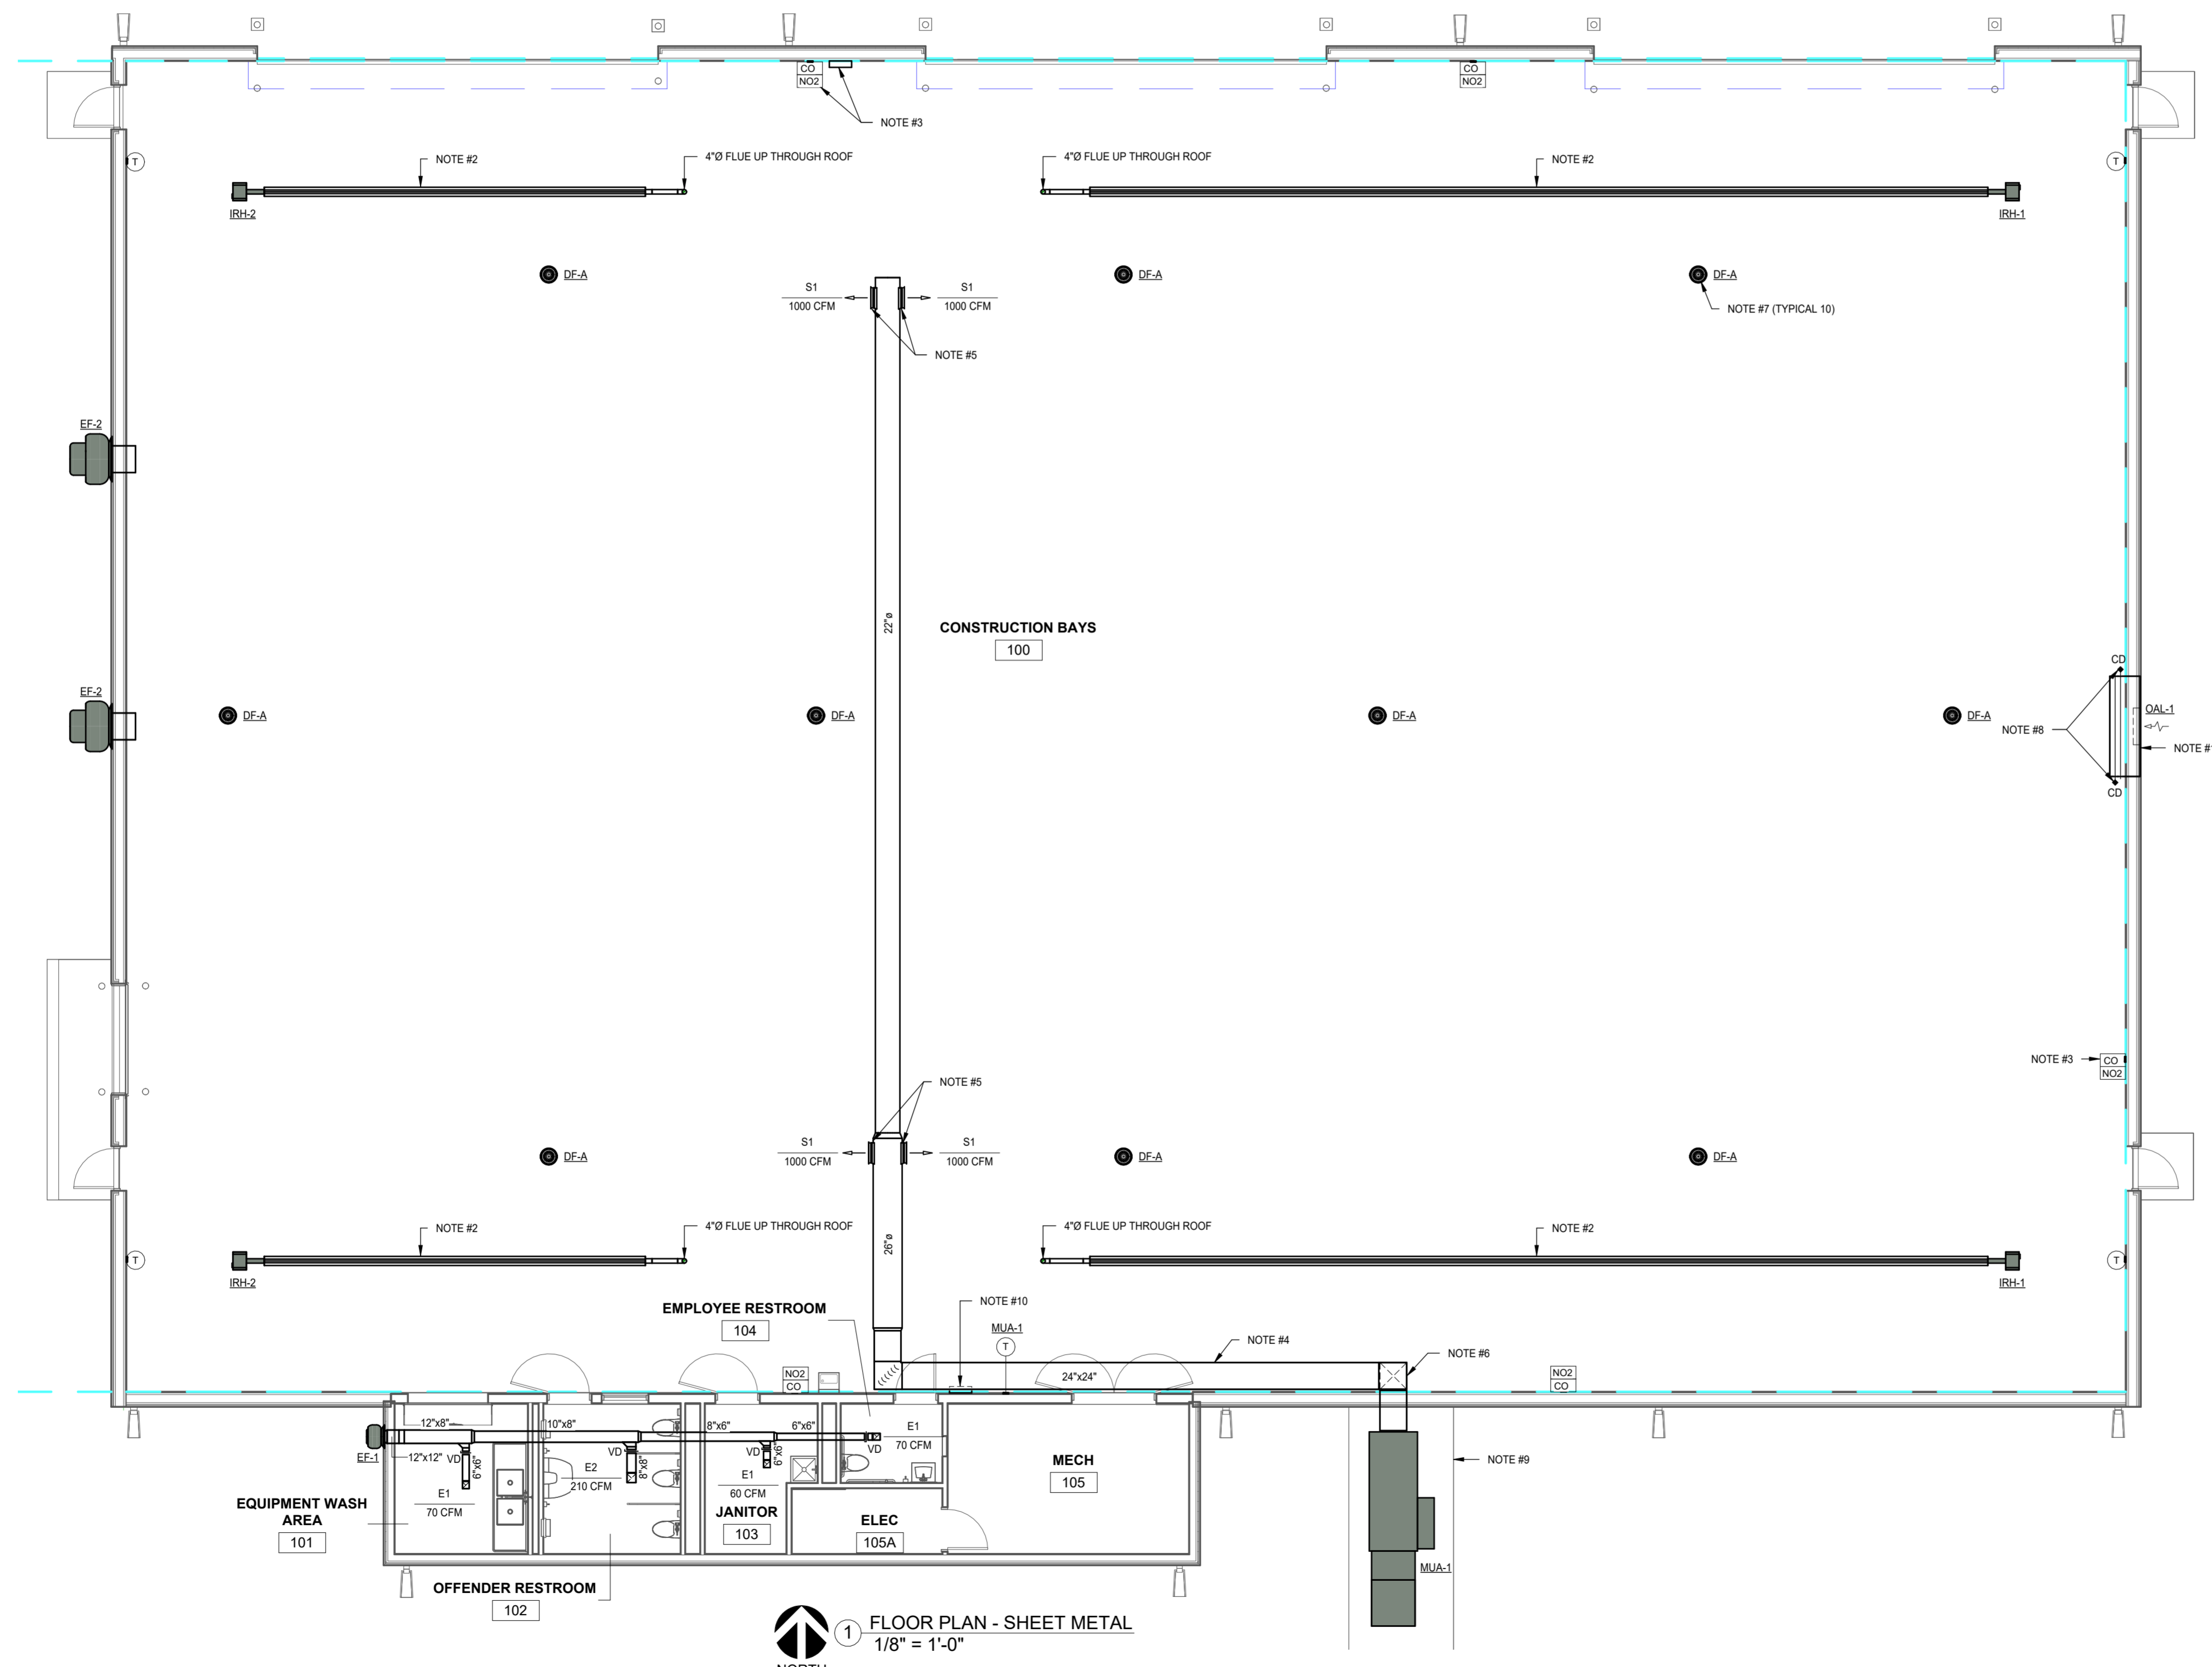 CO
NO2
CO
NO2
NOTE #3
T
NOTE #2
4"Ø FLUE UP THROUGH ROOF
4"Ø FLUE UP THROUGH ROOF
NOTE #2
T
IRH-2
IRH-1
DF-A
DF-A
DF-A
S1
1000 CFM
S1
1000 CFM
NOTE #7 (TYPICAL 10)
NOTE #5
EF-2
22"ø
CONSTRUCTION BAYS
100
CD
EF-2
DF-A
DF-A
DF-A
DF-A
OAL-1
NOTE #8
NOTE #
CD
NOTE #3
CO
NO2
NOTE #5
S1
1000 CFM
S1
1000 CFM
DF-A
DF-A
DF-A
NOTE #2
4"Ø FLUE UP THROUGH ROOF
4"Ø FLUE UP THROUGH ROOF
NOTE #2
26"ø
T
T
IRH-2
IRH-1
EMPLOYEE RESTROOM
104
NOTE #10
MUA-1
T
NOTE #4
NOTE #6
NO2
CO
24"x24"
NO2
CO
12"x8"
10"x8"
8"x6"
6"x6"
E1
70 CFM
EF-1
12"x12"
VD
6"x6"
VD
8"x8"
VD
6"x6"
VD
E2
210 CFM
E1
60 CFM
MECH
105
NOTE #9
E1
70 CFM
EQUIPMENT WASH
AREA
101
JANITOR
103
ELEC
105A
MUA-1
OFFENDER RESTROOM
102
1
FLOOR PLAN - SHEET METAL
1/8" = 1'-0"
NORTH